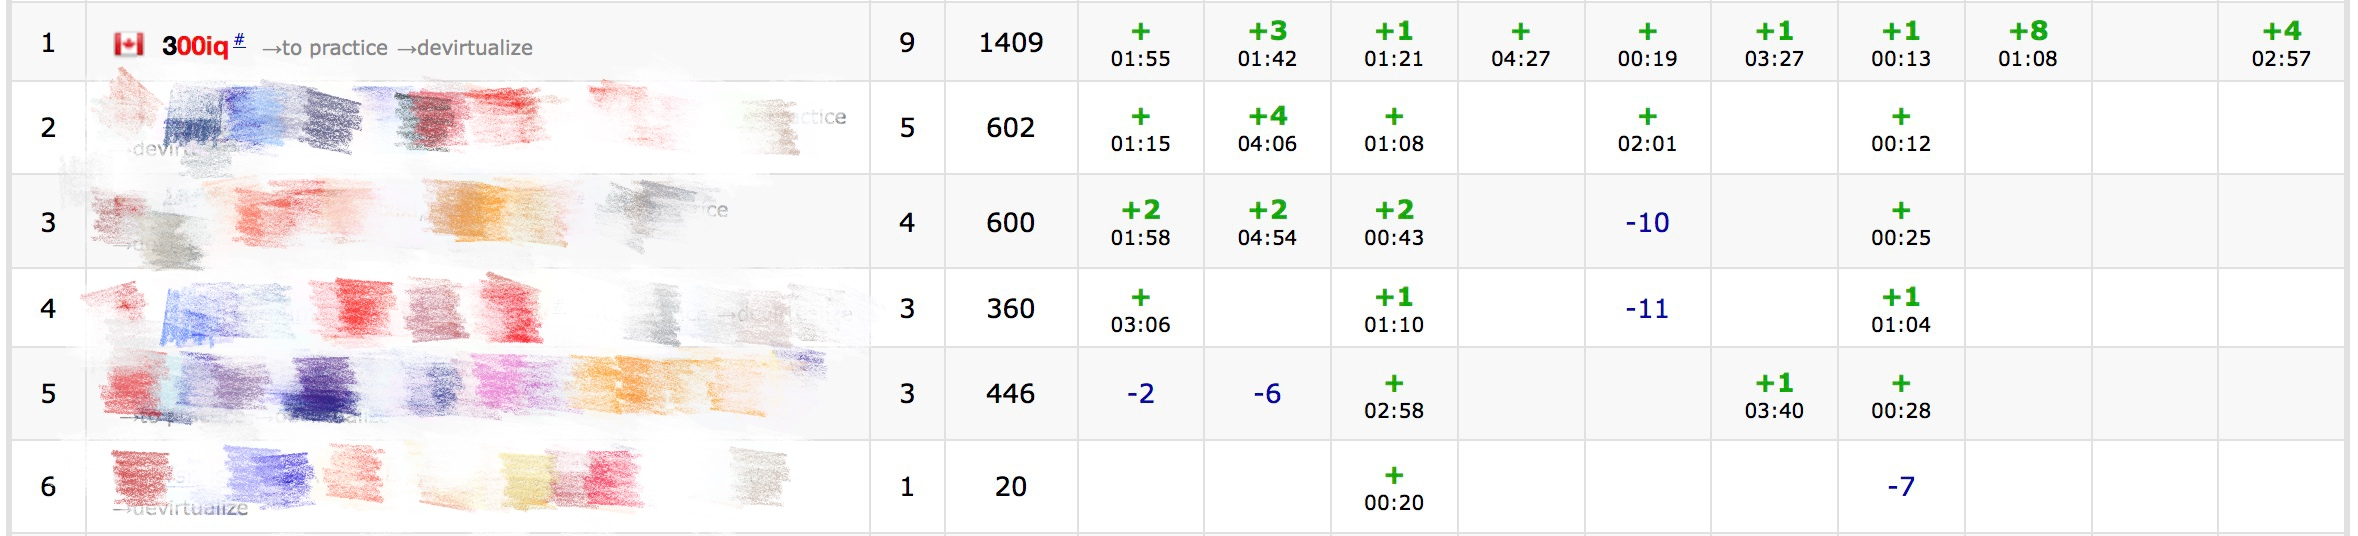 1 300iq # →to practice →devirtualize 9 1409 + 01:55 +3 01:42 +1 01:21 + 04:27 + 00:19 +1 03:27 +1 00:13 +8 01:08 +4 02:57
2 5 602 + 01:15 +4 04:06 + 01:08 + 02:01 + 00:12
3 4 600 +2 01:58 +2 04:54 +2 00:43 -10 + 00:25
4 3 360 + 03:06 +1 01:10 -11 +1 01:04
5 3 446 -2 -6 + 02:58 +1 03:40 + 00:28
6 →devirtualize 1 20 + 00:20 -7